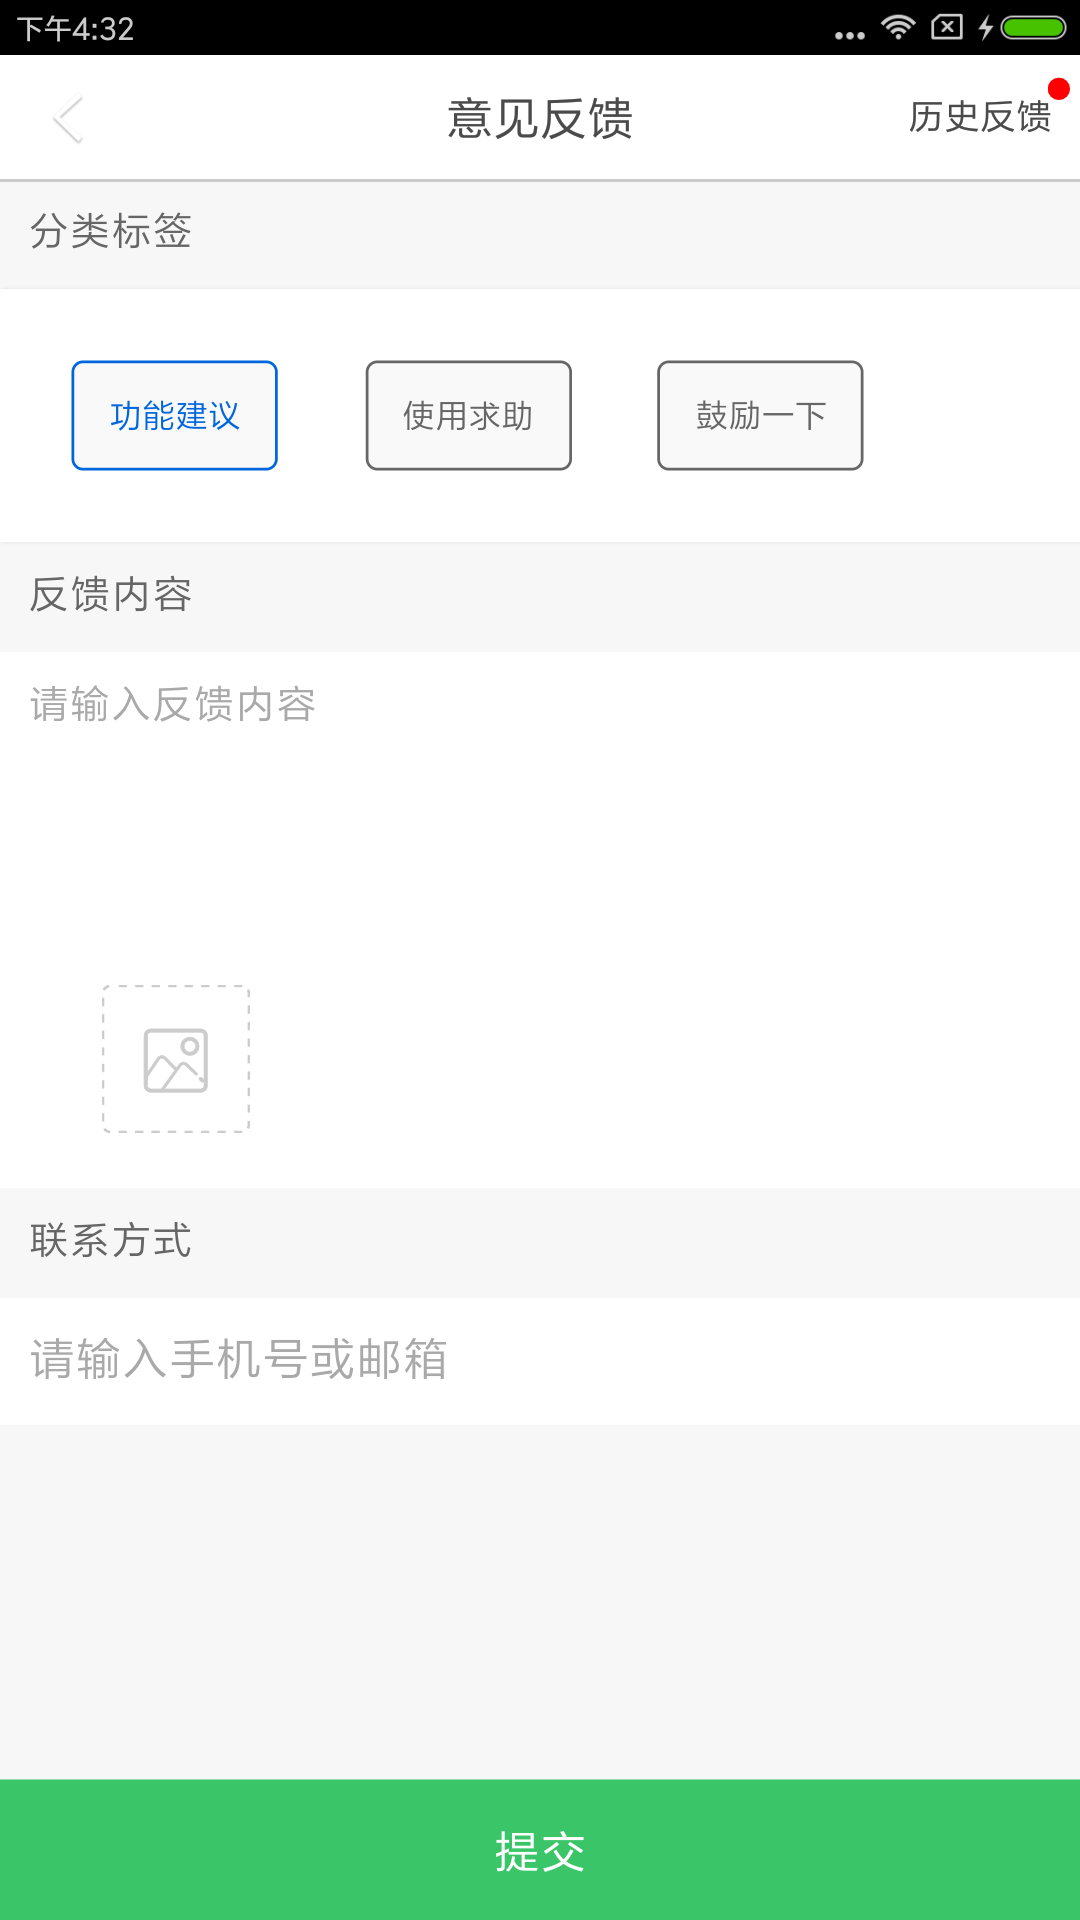 下午4:32
意见反馈
历史反馈
分类标签
功能建议 使用求助 鼓励一下
反馈内容
请输入反馈内容
联系方式
请输入手机号或邮箱
提交